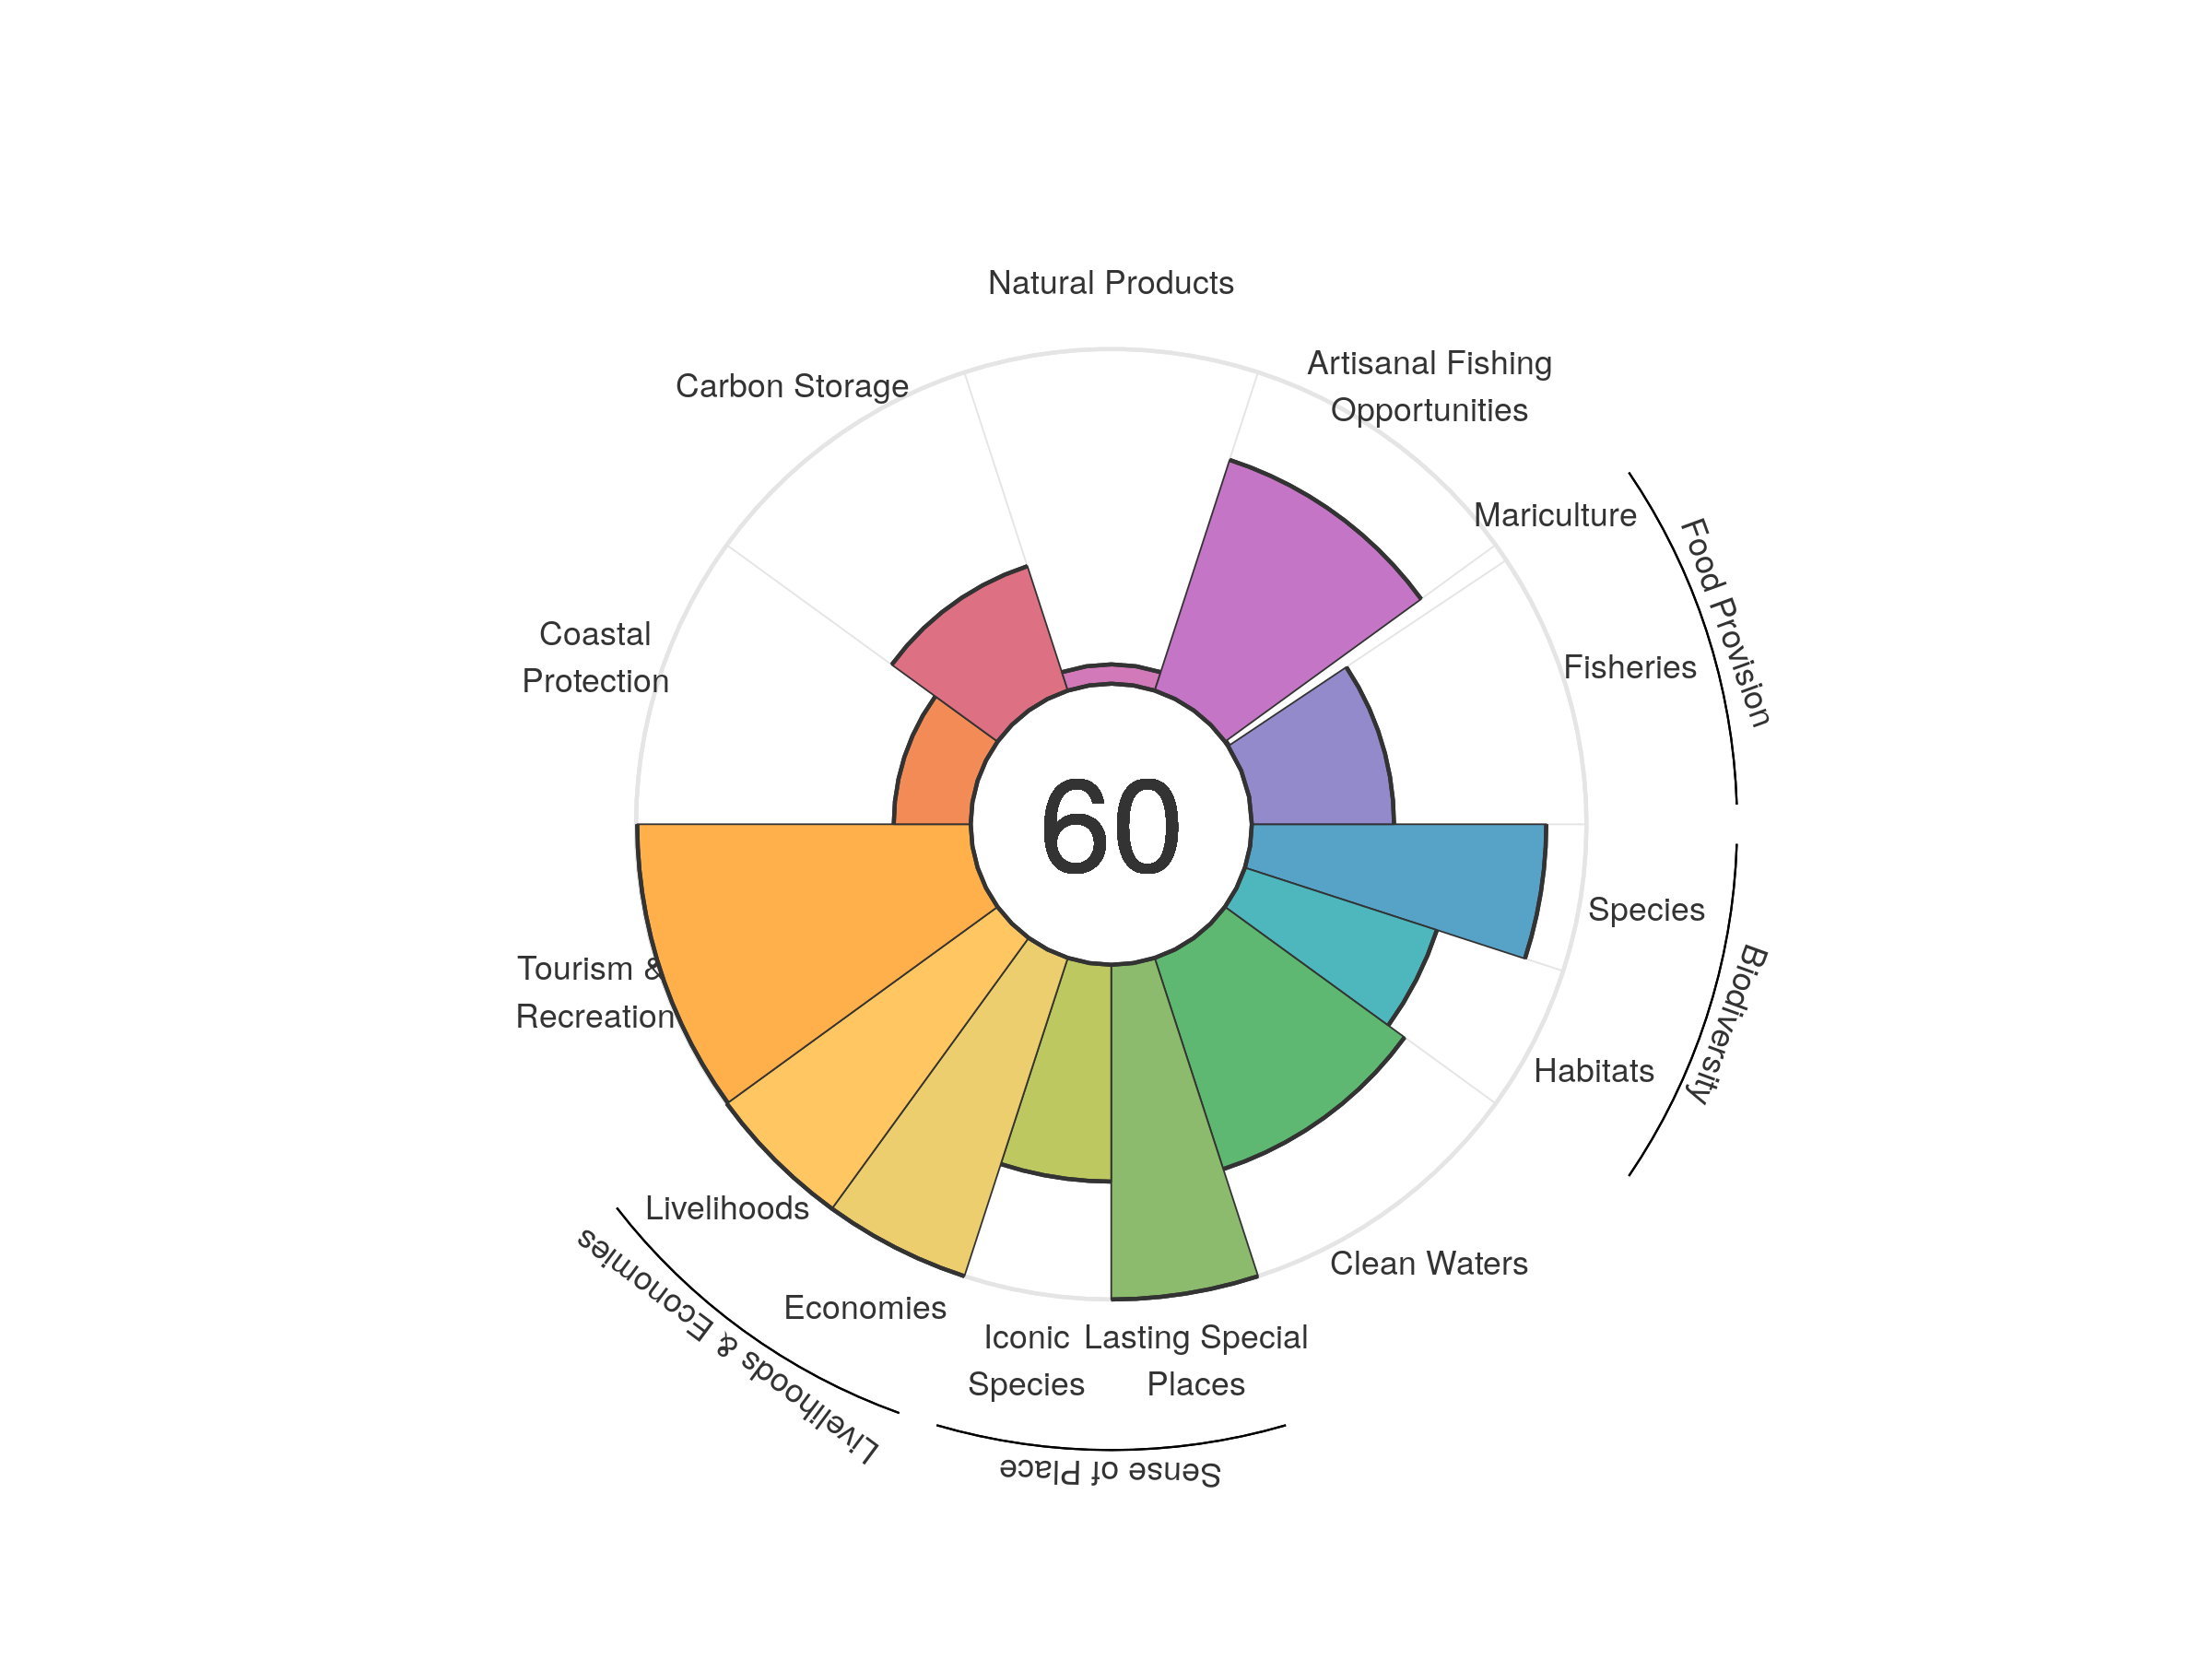 Natural Products
Artisanal Fishing
Opportunities
Carbon Storage
Mariculture
Food Provision
Coastal
Protection
Fisheries
60
Species
Biodiversity
Tourism &
Recreation
Habitats
Livelihoods
Clean Waters
Livelihoods & Economies
Economies
Iconic
Species
Lasting Special
Places
Sense of Place